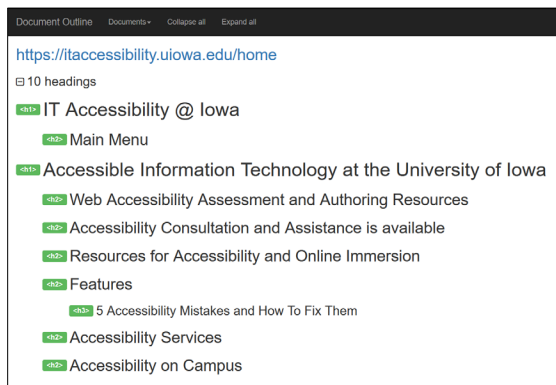 Document Outline Documents Collapse all Expand all
https://itaccessibility.uiowa.edu/home
10 headings
<h1> IT Accessibility @ Iowa
<h2> Main Menu
<h1> Accessible Information Technology at the University of Iowa
<h2> Web Accessibility Assessment and Authoring Resources
<h2> Accessibility Consultation and Assistance is available
<h2> Resources for Accessibility and Online Immersion
<h2> Features
<h3> 5 Accessibility Mistakes and How To Fix Them
<h2> Accessibility Services
<h2> Accessibility on Campus